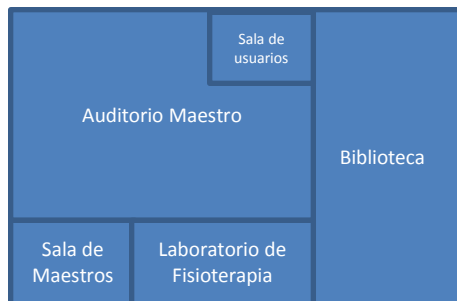 Sala de
usuarios
Auditorio Maestro
Biblioteca
Sala de
Maestros
Laboratorio de
Fisioterapia